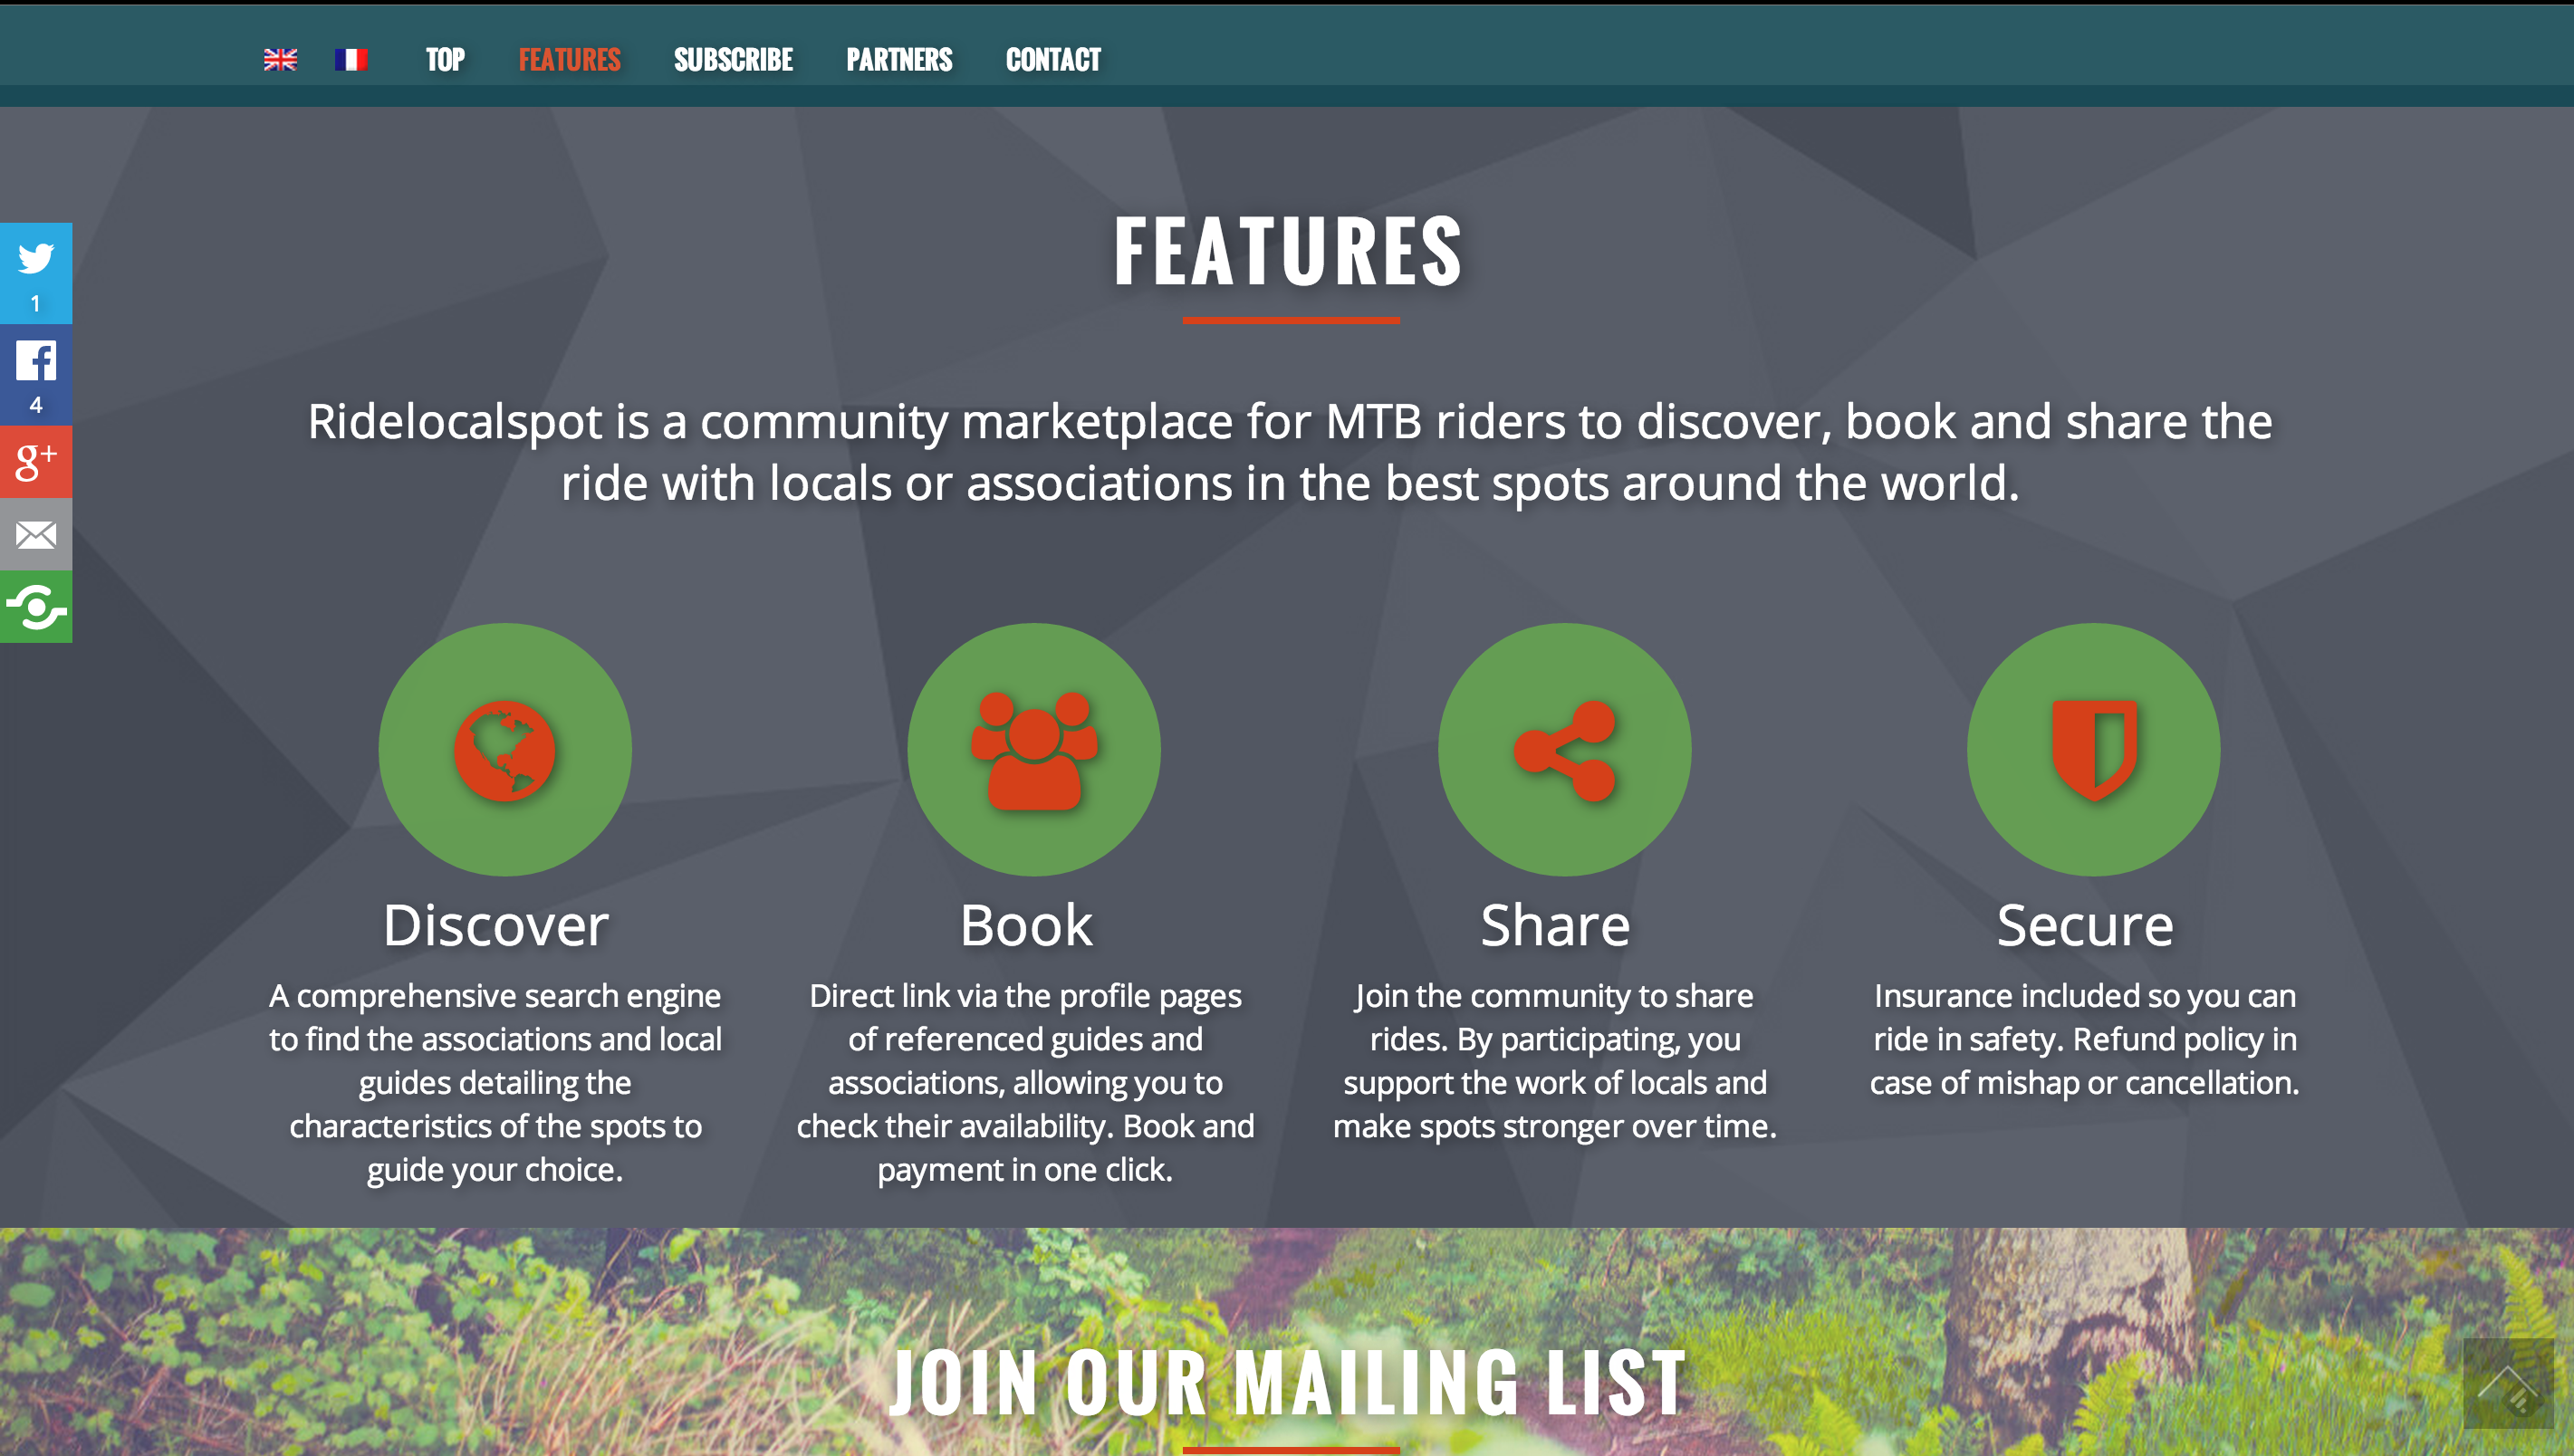 TOP FEATURES SUBSCRIBE PARTNERS CONTACT
FEATURES
1
4
g+
Ridelocalspot is a community marketplace for MTB riders to discover, book and share the
ride with locals or associations in the best spots around the world.
Discover
A comprehensive search engine
to find the associations and local
guides detailing the
characteristics of the spots to
guide your choice.
Book
Direct link via the profile pages
of referenced guides and
associations, allowing you to
check their availability. Book and
payment in one click.
Share
Join the community to share
rides. By participating, you
support the work of locals and
make spots stronger over time.
Secure
Insurance included so you can
ride in safety. Refund policy in
case of mishap or cancellation.
JOIN OUR MAILING LIST